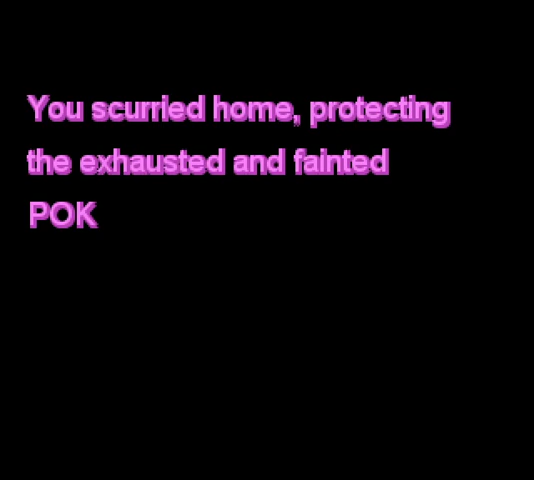 You scurried home, protecting
the exhausted and fainted
POK